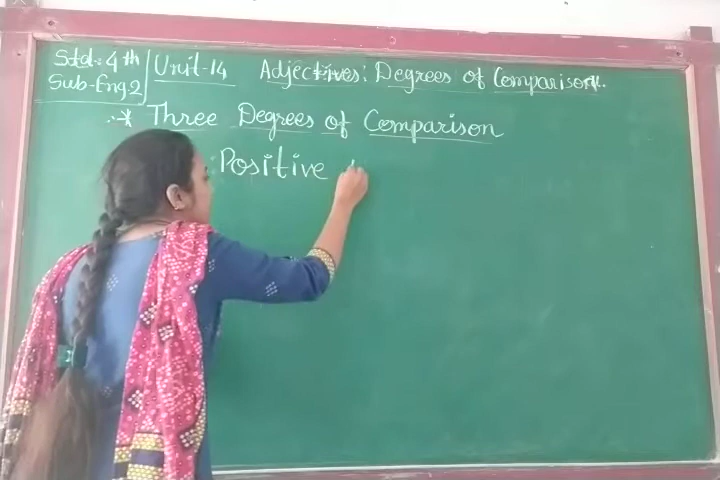 Std: 4th
Sub-Eng-2
Unit-14
Adjectives: Degrees of Comparison.
* Three Degrees of Comparison
Positive